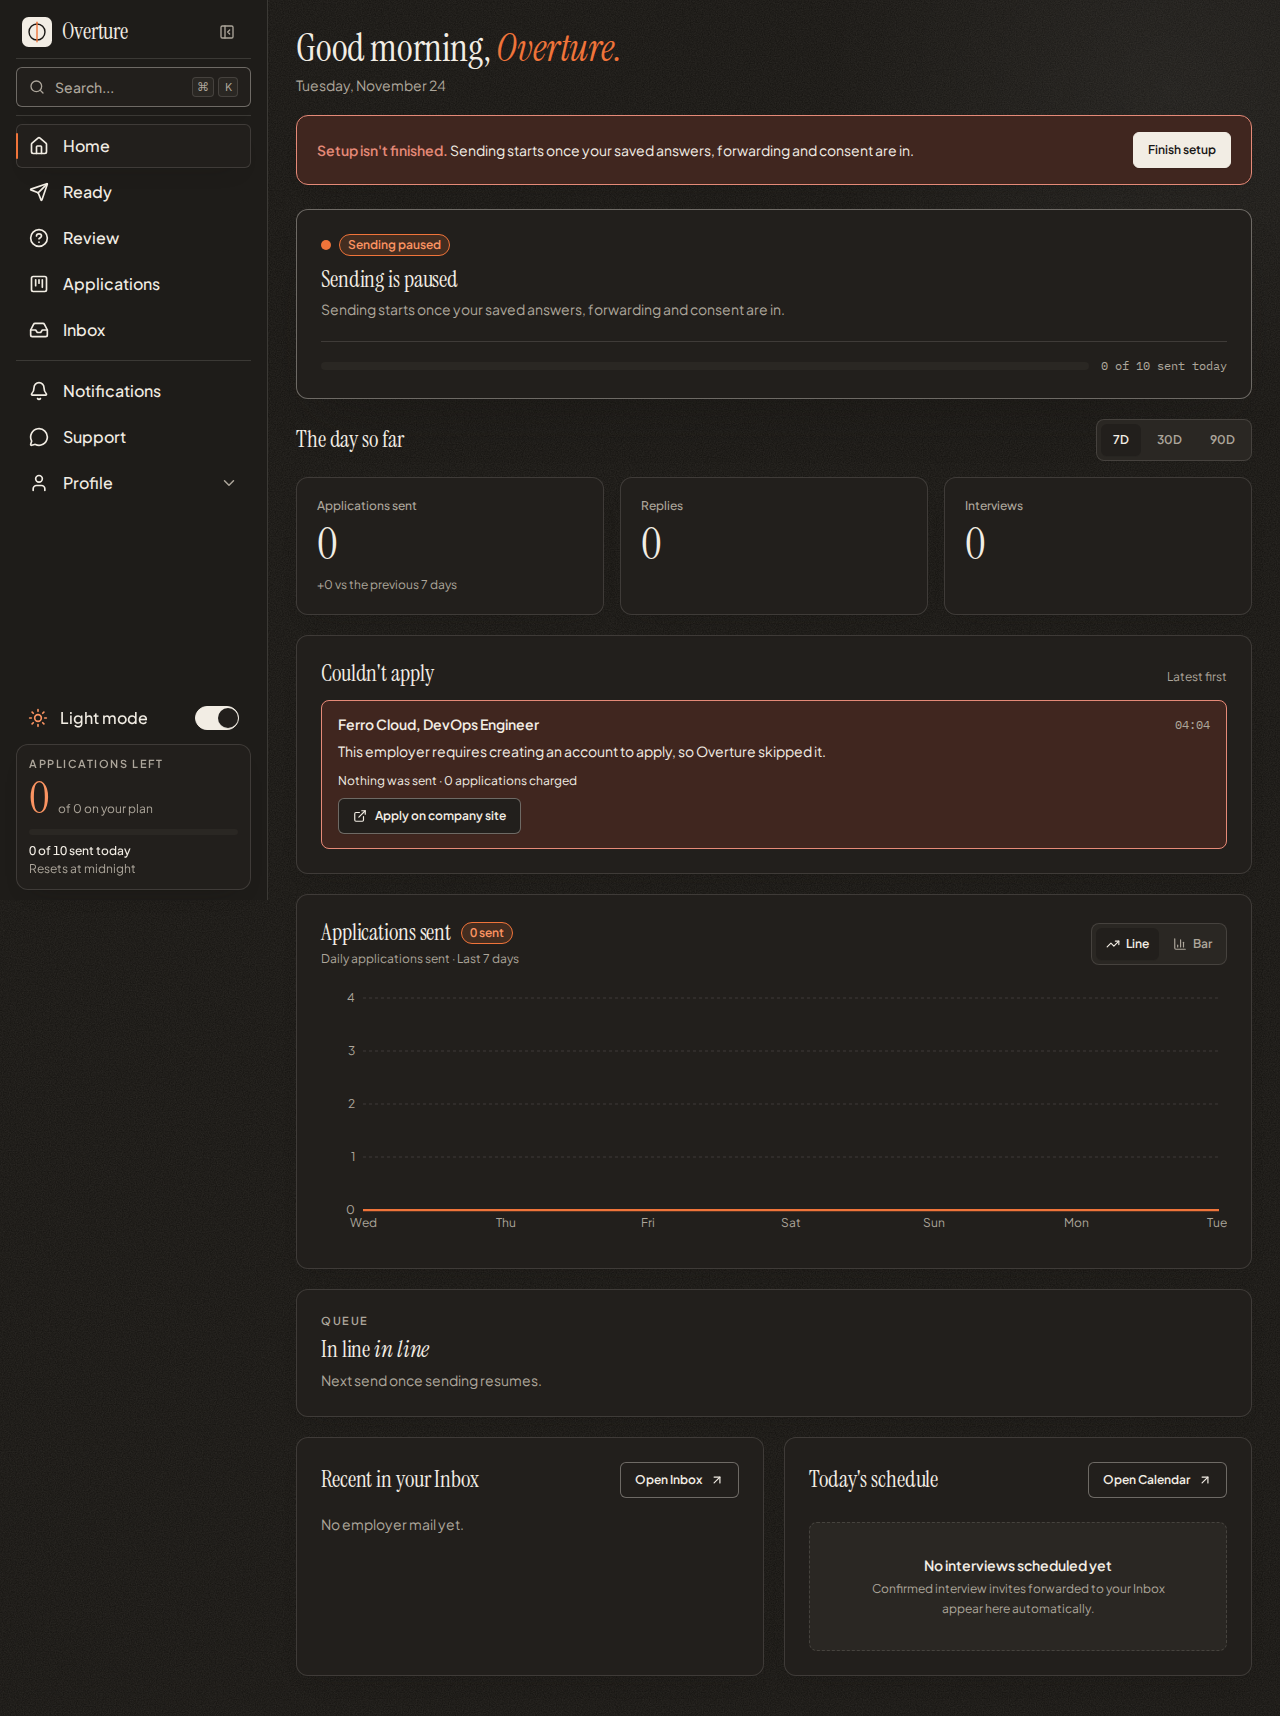 Overture
Search...
⌘ K
Home
Ready
Review
Applications
Inbox
Notifications
Support
Profile
Light mode
APPLICATIONS LEFT
0 of 0 on your plan
0 of 10 sent today
Resets at midnight
Good morning, Overture.
Tuesday, November 24
Setup isn't finished. Sending starts once your saved answers, forwarding and consent are in.
Finish setup
Sending paused
Sending is paused
Sending starts once your saved answers, forwarding and consent are in.
0 of 10 sent today
The day so far
7D 30D 90D
Applications sent
0
+0 vs the previous 7 days
Replies
0
Interviews
0
Couldn't apply
Latest first
Ferro Cloud, DevOps Engineer
04:04
This employer requires creating an account to apply, so Overture skipped it.
Nothing was sent · 0 applications charged
Apply on company site
Applications sent 0 sent
Daily applications sent · Last 7 days
Line Bar
4
3
2
1
0
Wed Thu Fri Sat Sun Mon Tue
QUEUE
In line in line
Next send once sending resumes.
Recent in your Inbox
Open Inbox
No employer mail yet.
Today's schedule
Open Calendar
No interviews scheduled yet
Confirmed interview invites forwarded to your Inbox
appear here automatically.